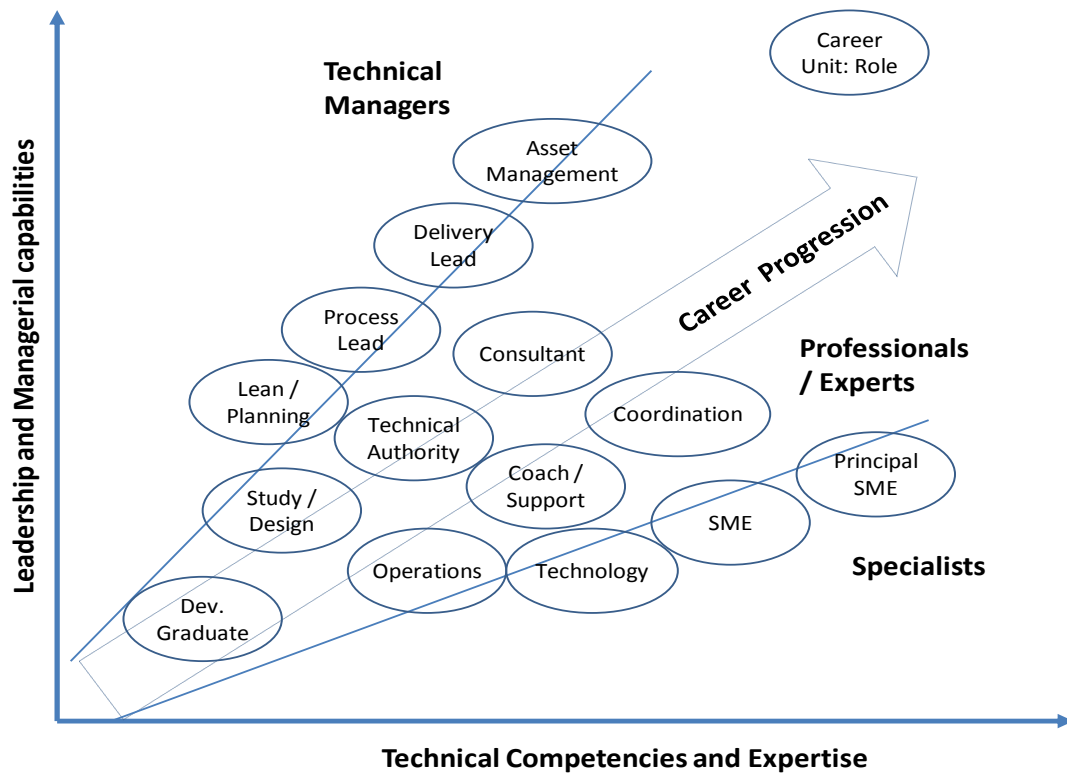 Career
Unit: Role
Technical
Managers
Asset
Management
Delivery
Lead
Career Progression
Process
Lead
Consultant
Professionals
/ Experts
Lean /
Planning
Technical
Authority
Coordination
Coach /
Support
Principal
SME
Study /
Design
SME
Operations
Technology
Specialists
Dev.
Graduate
Leadership and Managerial capabilities
Technical Competencies and Expertise